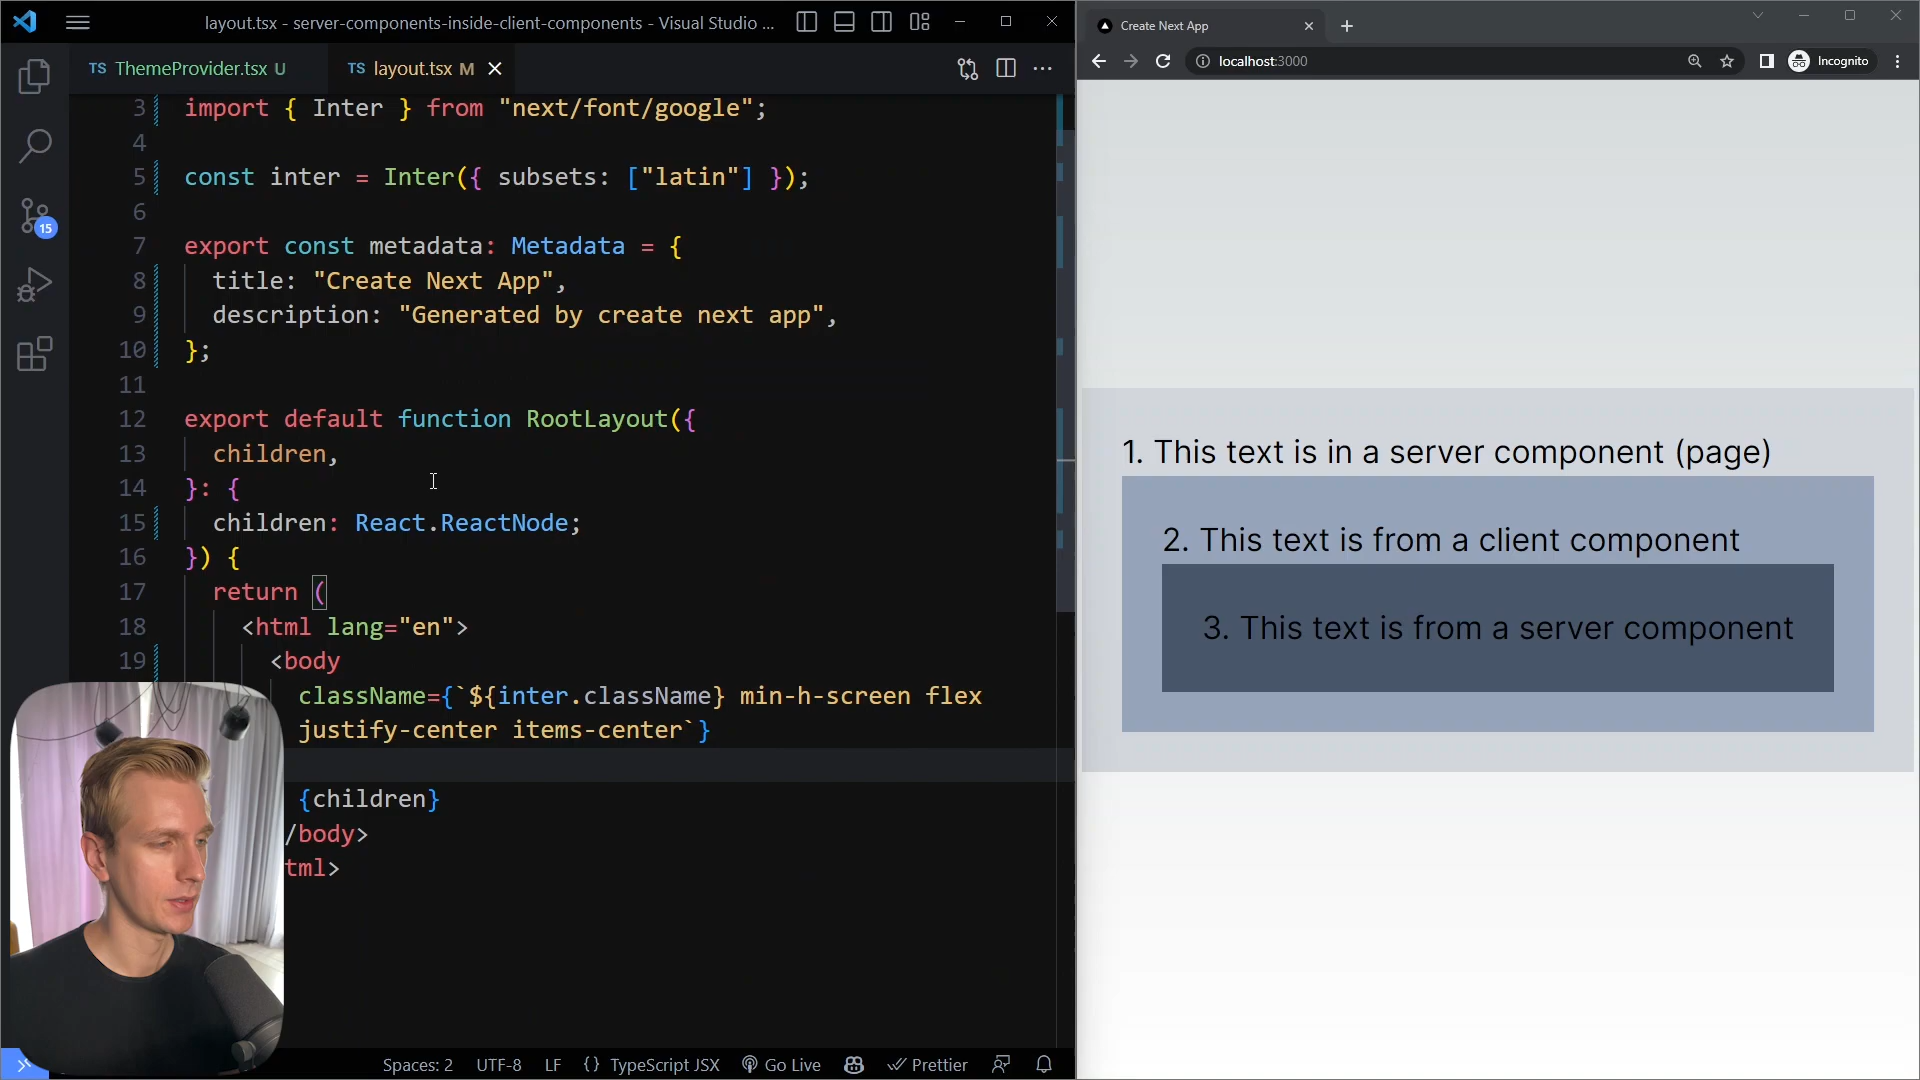 layout.tsx - server-components-inside-client-components - Visual Studio ...
TS ThemeProvider.tsx U
TS layout.tsx M
15
3 import { Inter } from "next/font/google";
4
5 const inter = Inter({ subsets: ["latin"] });
6
7 export const metadata: Metadata = {
8 title: "Create Next App",
9 description: "Generated by create next app",
10 };
11
12 export default function RootLayout({
13 children,
14 }: {
15 children: React.ReactNode;
16 }) {
17 return (
18 <html lang="en">
19 <body
className={`${inter.className} min-h-screen flex
justify-center items-center`}
{children}
/body>
tml>
Spaces: 2 UTF-8 LF {} TypeScript JSX Go Live Prettier
Create Next App
localhost:3000
Incognito
1. This text is in a server component (page)
2. This text is from a client component
3. This text is from a server component